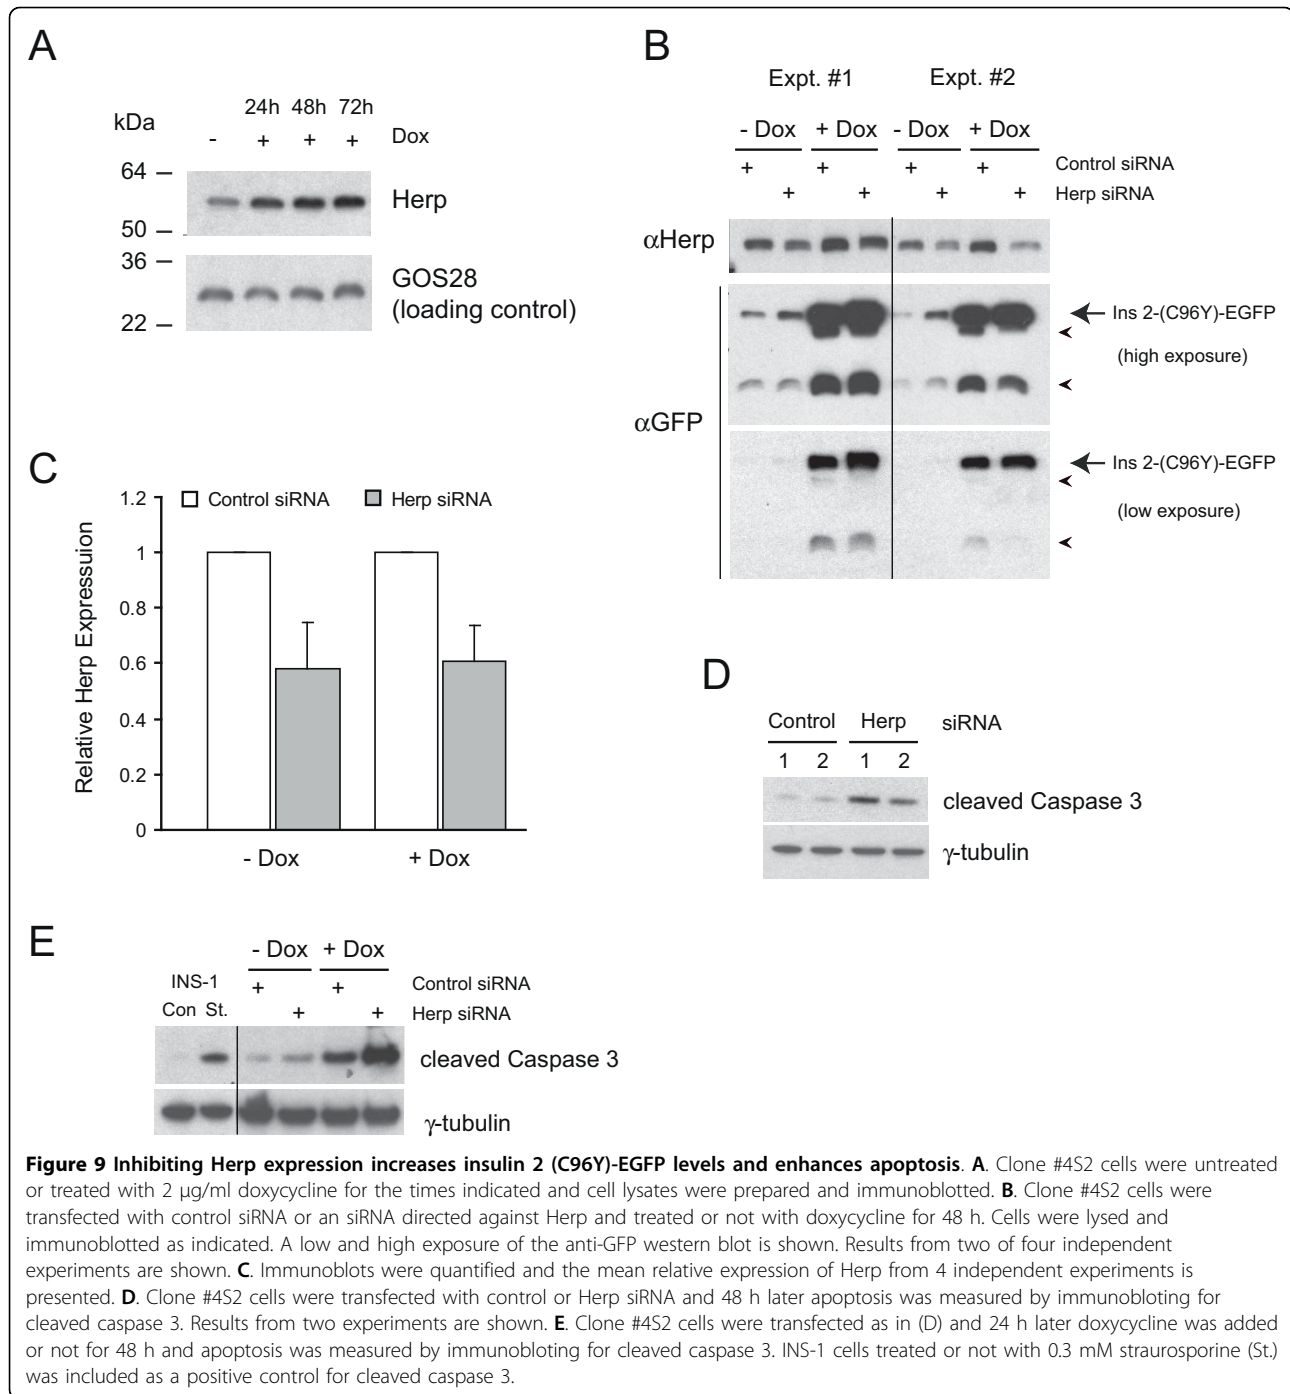 A
24h 48h 72h
kDa
- + + + Dox
64
Herp
50
36
GOS28
(loading control)
22
B
Expt. #1 Expt. #2
- Dox + Dox - Dox + Dox
+ + + + Control siRNA
+ + + + Herp siRNA
αHerp
Ins 2-(C96Y)-EGFP
(high exposure)
αGFP
Ins 2-(C96Y)-EGFP
(low exposure)
C
Control siRNA Herp siRNA
Relative Herp Expression
1.2
1
0.8
0.6
0.4
0.2
0
- Dox + Dox
D
Control Herp siRNA
1 2 1 2
cleaved Caspase 3
γ-tubulin
E
- Dox + Dox
INS-1
+ + Control siRNA
Con St.
+ + Herp siRNA
cleaved Caspase 3
γ-tubulin
Figure 9 Inhibiting Herp expression increases insulin 2 (C96Y)-EGFP levels and enhances apoptosis. A. Clone #4S2 cells were untreated
or treated with 2 μg/ml doxycycline for the times indicated and cell lysates were prepared and immunoblotted. B. Clone #4S2 cells were
transfected with control siRNA or an siRNA directed against Herp and treated or not with doxycycline for 48 h. Cells were lysed and
immunoblotted as indicated. A low and high exposure of the anti-GFP western blot is shown. Results from two of four independent
experiments are shown. C. Immunoblots were quantified and the mean relative expression of Herp from 4 independent experiments is
presented. D. Clone #4S2 cells were transfected with control or Herp siRNA and 48 h later apoptosis was measured by immunobloting for
cleaved caspase 3. Results from two experiments are shown. E. Clone #4S2 cells were transfected as in (D) and 24 h later doxycycline was added
or not for 48 h and apoptosis was measured by immunobloting for cleaved caspase 3. INS-1 cells treated or not with 0.3 mM straurosporine (St.)
was included as a positive control for cleaved caspase 3.